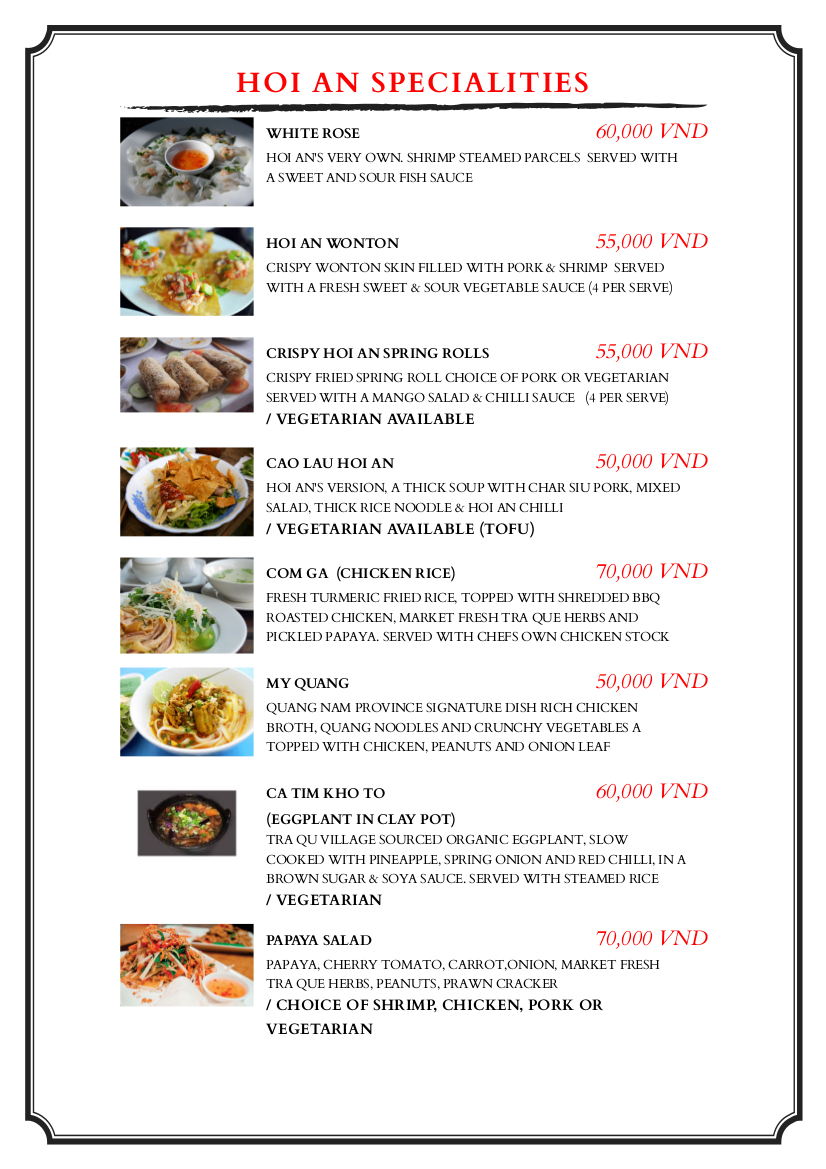 HOI AN SPECIALITIES
WHITE ROSE 60,000 VND
HOI AN'S VERY OWN. SHRIMP STEAMED PARCELS SERVED WITH
A SWEET AND SOUR FISH SAUCE
HOI AN WONTON 55,000 VND
CRISPY WONTON SKIN FILLED WITH PORK & SHRIMP SERVED
WITH A FRESH SWEET & SOUR VEGETABLE SAUCE (4 PER SERVE)
CRISPY HOI AN SPRING ROLLS 55,000 VND
CRISPY FRIED SPRING ROLL CHOICE OF PORK OR VEGETARIAN
SERVED WITH A MANGO SALAD & CHILLI SAUCE (4 PER SERVE)
/ VEGETARIAN AVAILABLE
CAO LAU HOI AN 50,000 VND
HOI AN'S VERSION, A THICK SOUP WITH CHAR SIU PORK, MIXED
SALAD, THICK RICE NOODLE & HOI AN CHILLI
/ VEGETARIAN AVAILABLE (TOFU)
COM GA (CHICKEN RICE) 70,000 VND
FRESH TURMERIC FRIED RICE, TOPPED WITH SHREDDED BBQ
ROASTED CHICKEN, MARKET FRESH TRA QUE HERBS AND
PICKLED PAPAYA. SERVED WITH CHEFS OWN CHICKEN STOCK
MY QUANG 50,000 VND
QUANG NAM PROVINCE SIGNATURE DISH RICH CHICKEN
BROTH, QUANG NOODLES AND CRUNCHY VEGETABLES A
TOPPED WITH CHICKEN, PEANUTS AND ONION LEAF
CA TIM KHO TO 60,000 VND
(EGGPLANT IN CLAY POT)
TRA QU VILLAGE SOURCED ORGANIC EGGPLANT, SLOW
COOKED WITH PINEAPPLE, SPRING ONION AND RED CHILLI, IN A
BROWN SUGAR & SOYA SAUCE. SERVED WITH STEAMED RICE
/ VEGETARIAN
PAPAYA SALAD 70,000 VND
PAPAYA, CHERRY TOMATO, CARROT,ONION, MARKET FRESH
TRA QUE HERBS, PEANUTS, PRAWN CRACKER
/ CHOICE OF SHRIMP, CHICKEN, PORK OR
VEGETARIAN